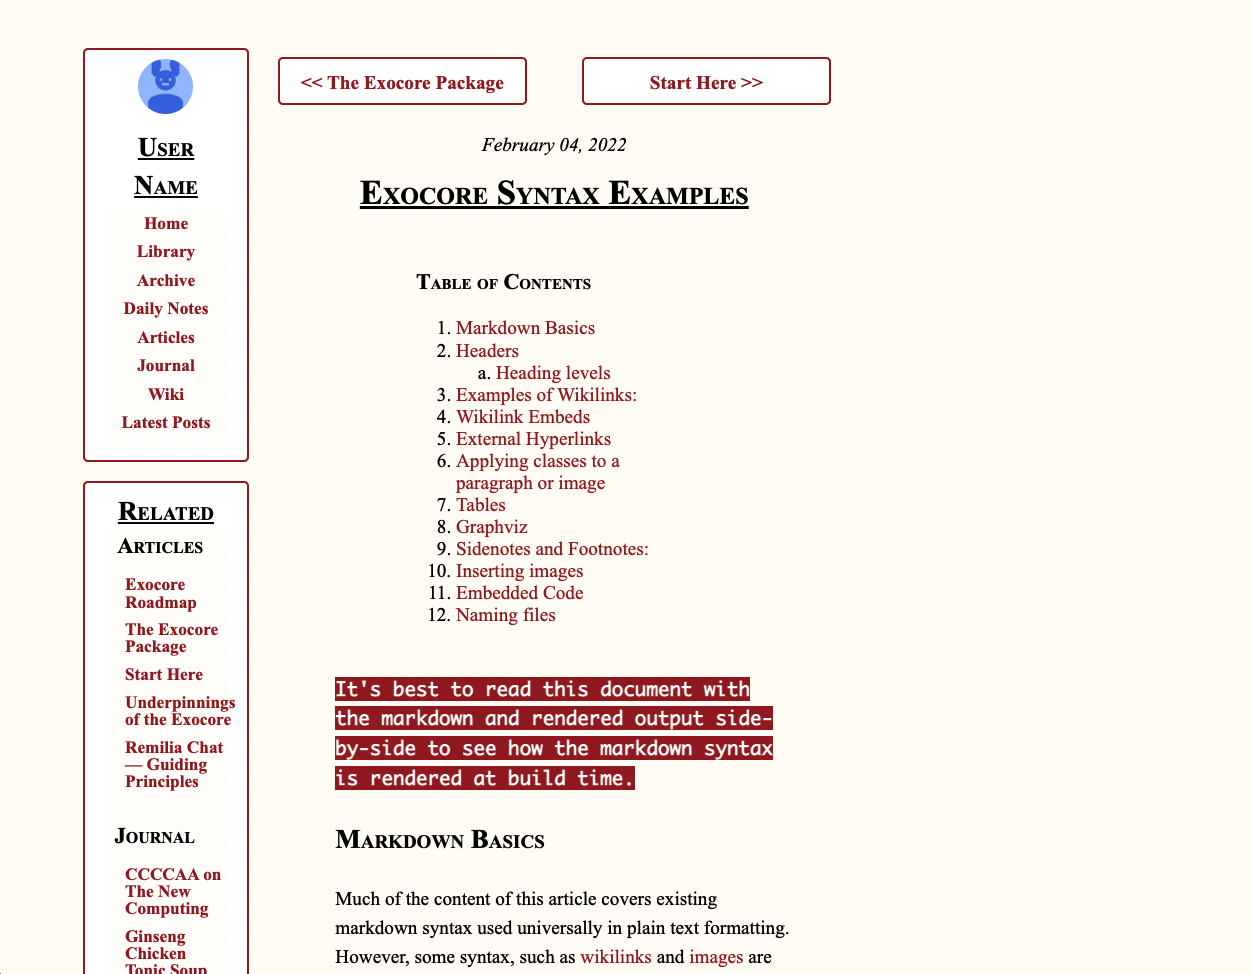 User
Name
Home
Library
Archive
Daily Notes
Articles
Journal
Wiki
Latest Posts
Related
Articles
Exocore
Roadmap
The Exocore
Package
Start Here
Underpinnings
of the Exocore
Remilia Chat
— Guiding
Principles
Journal
CCCCAA on
The New
Computing
Ginseng
Chicken
Tonic Soup
<< The Exocore Package
Start Here >>
February 04, 2022
Exocore Syntax Examples
Table of Contents
1. Markdown Basics
2. Headers
a. Heading levels
3. Examples of Wikilinks:
4. Wikilink Embeds
5. External Hyperlinks
6. Applying classes to a
paragraph or image
7. Tables
8. Graphviz
9. Sidenotes and Footnotes:
10. Inserting images
11. Embedded Code
12. Naming files
It's best to read this document with
the markdown and rendered output side-
by-side to see how the markdown syntax
is rendered at build time.
Markdown Basics
Much of the content of this article covers existing
markdown syntax used universally in plain text formatting.
However, some syntax, such as wikilinks and images are